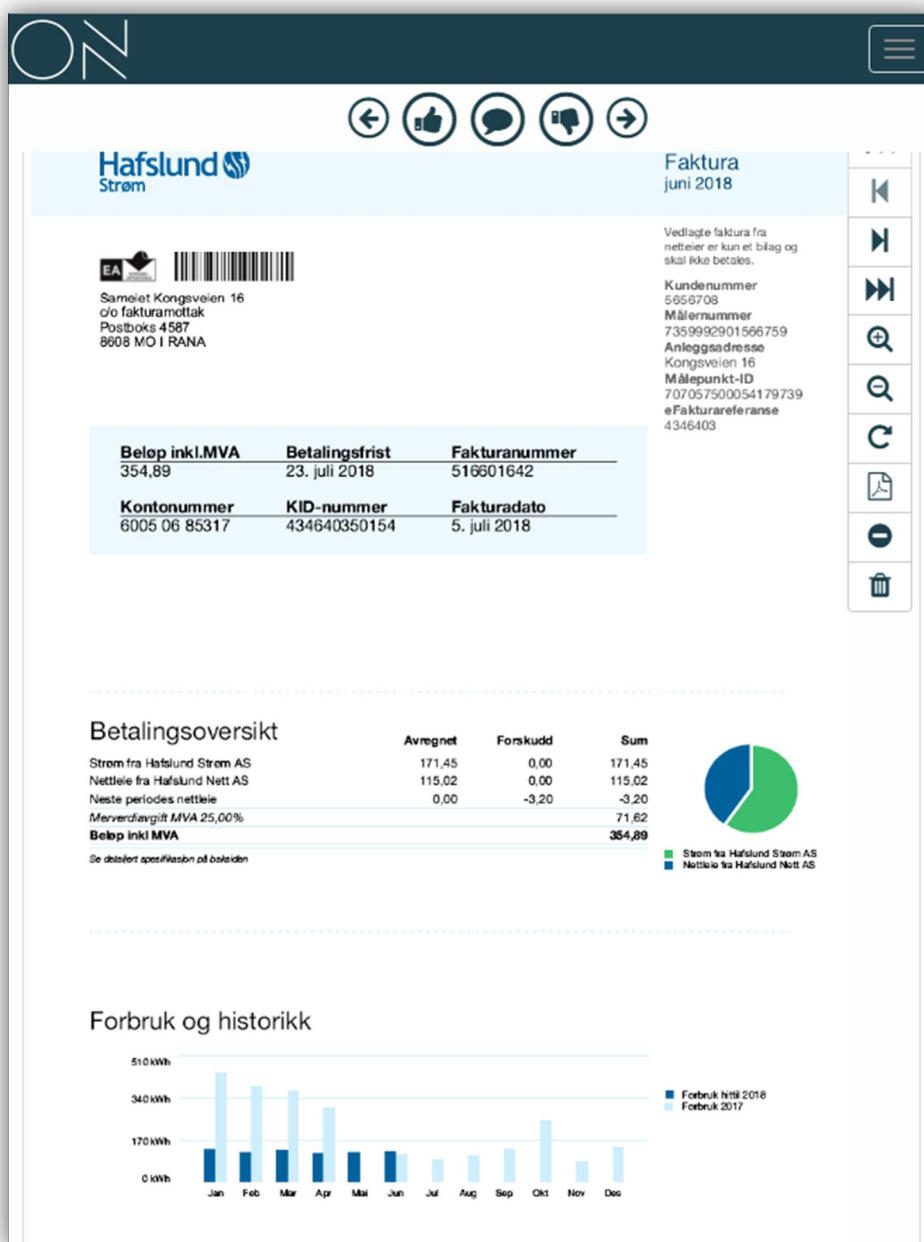 ON
Hafslund
Strøm
Faktura
juni 2018
Vedlagte faktura fra
netteier er kun et bilag og
skal ikke betales.
EA
Sameiet Kongsveien 16
c/o fakturamottak
Postboks 4587
8608 MO I RANA
Kundenummer
5656708
Målernummer
7359992901566759
Anleggsadresse
Kongsveien 16
Målepunkt-ID
707057500054179739
eFakturareferanse
4346403
Beløp inkl.MVA Betalingsfrist Fakturanummer
354,89 23. juli 2018 516601642
Kontonummer KID-nummer Fakturadato
6005 06 85317 434640350154 5. juli 2018
Betalingsoversikt Avregnet Forskudd Sum
Strøm fra Hafslund Strøm AS 171,45 0,00 171,45
Nettleie fra Hafslund Nett AS 115,02 0,00 115,02
Neste periodes nettleie 0,00 -3,20 -3,20
Merverdiavgift MVA 25,00% 71,62
Beløp inkl MVA 354,89
Se detaljert spesifikasjon på baksiden
Strøm fra Hafslund Strøm AS
Nettleie fra Hafslund Nett AS
Forbruk og historikk
510 kWh
340 kWh
170 kWh
0 kWh
Jan Feb Mar Apr Mai Jun Jul Aug Sep Okt Nov Des
Forbruk hittil 2018
Forbruk 2017